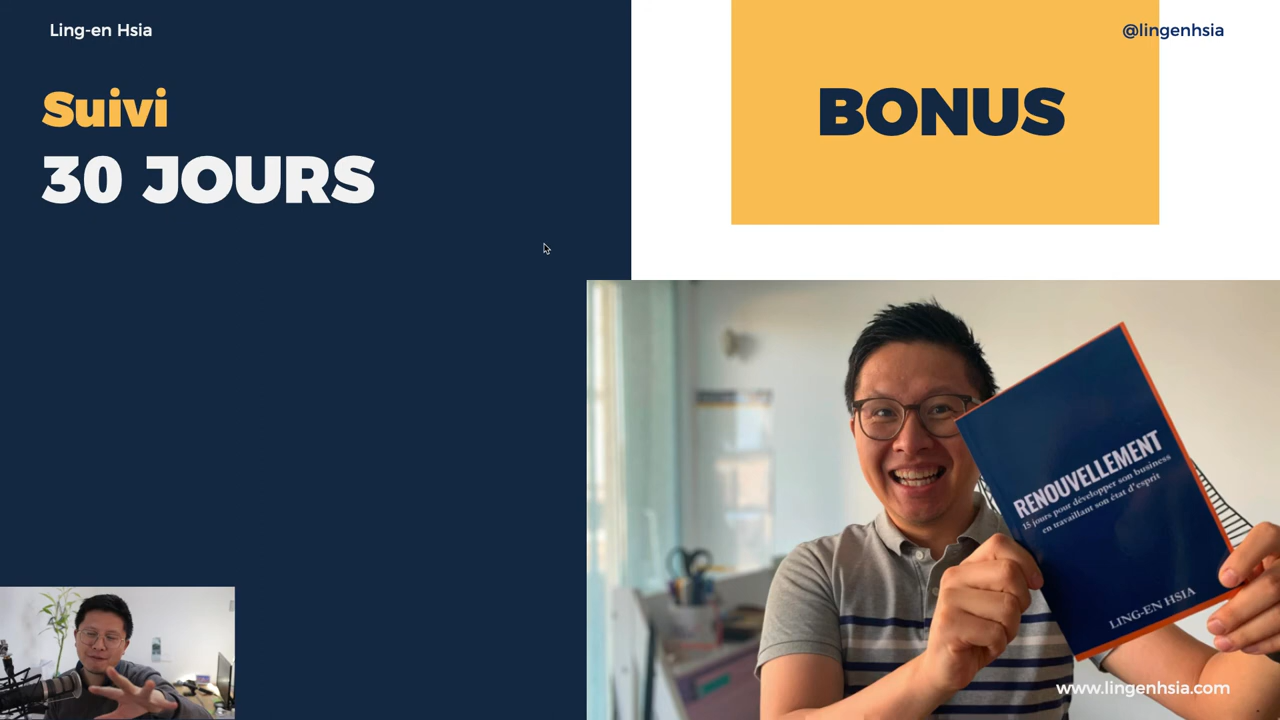 Ling-en Hsia
@lingenhsia
Suivi
30 JOURS
BONUS
RENOUVELLEMENT
15 jours pour développer son business
en travaillant son état d'esprit
LING-EN HSIA
www.lingenhsia.com